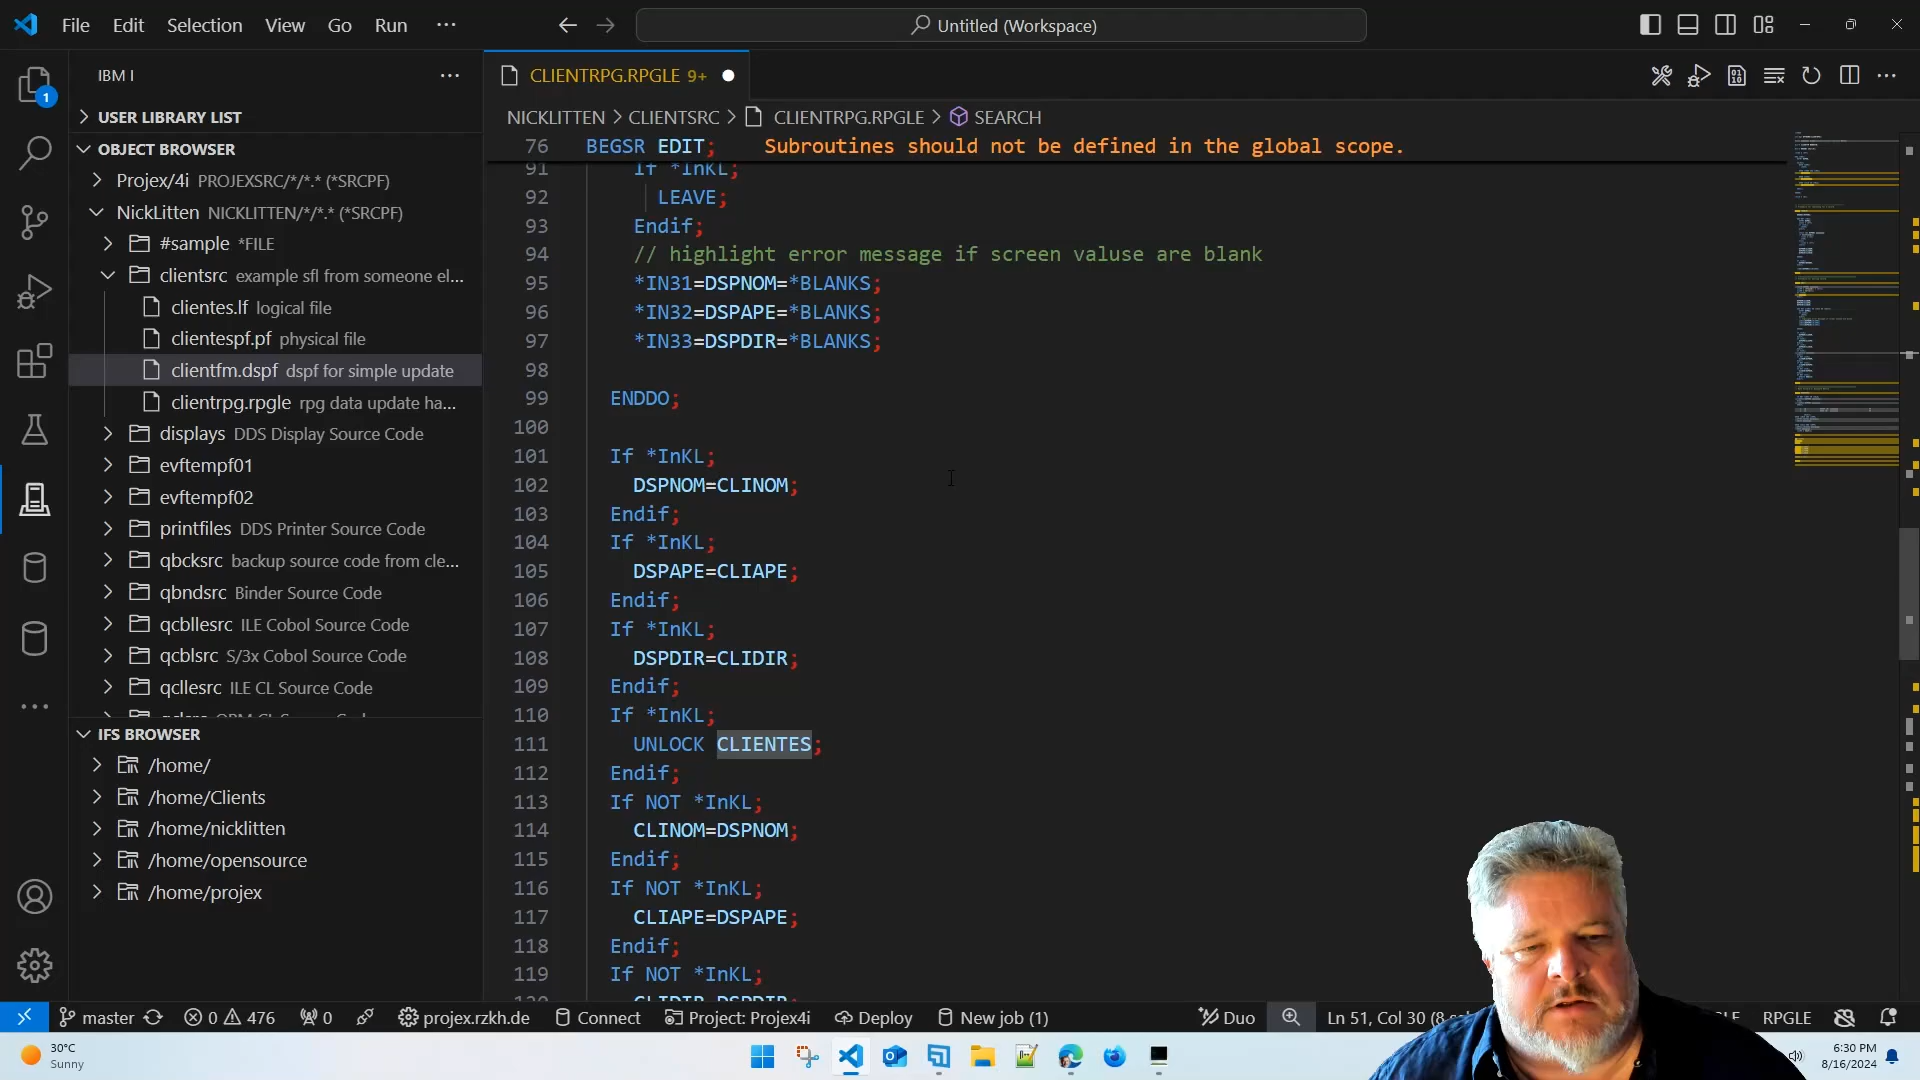 File Edit Selection View Go Run ···
Untitled (Workspace)
IBM I
USER LIBRARY LIST
OBJECT BROWSER
Projex/4i PROJEXSRC/*/*.* (*SRCPF)
NickLitten NICKLITTEN/*/*.* (*SRCPF)
#sample *FILE
clientsrc example sfl from someone el...
clientes.lf logical file
clientespf.pf physical file
clientfm.dspf dspf for simple update
clientrpg.rpgle rpg data update ha...
displays DDS Display Source Code
evftempf01
evftempf02
printfiles DDS Printer Source Code
qbcksrc backup source code from cle...
qbndsrc Binder Source Code
qcbllesrc ILE Cobol Source Code
qcblsrc S/3x Cobol Source Code
qcllesrc ILE CL Source Code
IFS BROWSER
/home/
/home/Clients
/home/nicklitten
/home/opensource
/home/projex
1
CLIENTRPG.RPGLE 9+
NICKLITTEN > CLIENTSRC > CLIENTRPG.RPGLE > SEARCH
76 BEGSR EDIT; Subroutines should not be defined in the global scope.
91 If *InKL;
92 LEAVE;
93 Endif;
94 // highlight error message if screen valuse are blank
95 *IN31=DSPNOM=*BLANKS;
96 *IN32=DSPAPE=*BLANKS;
97 *IN33=DSPDIR=*BLANKS;
98
99 ENDDO;
100
101 If *InKL;
102 DSPNOM=CLINOM;
103 Endif;
104 If *InKL;
105 DSPAPE=CLIAPE;
106 Endif;
107 If *InKL;
108 DSPDIR=CLIDIR;
109 Endif;
110 If *InKL;
111 UNLOCK CLIENTES;
112 Endif;
113 If NOT *InKL;
114 CLINOM=DSPNOM;
115 Endif;
116 If NOT *InKL;
117 CLIAPE=DSPAPE;
118 Endif;
119 If NOT *InKL;
master 0 476 0 projex.rzkh.de Connect Project: Projex4i Deploy New job (1) Duo Ln 51, Col 30 (8 RPGLE
30°C
Sunny
6:30 PM
8/16/2024